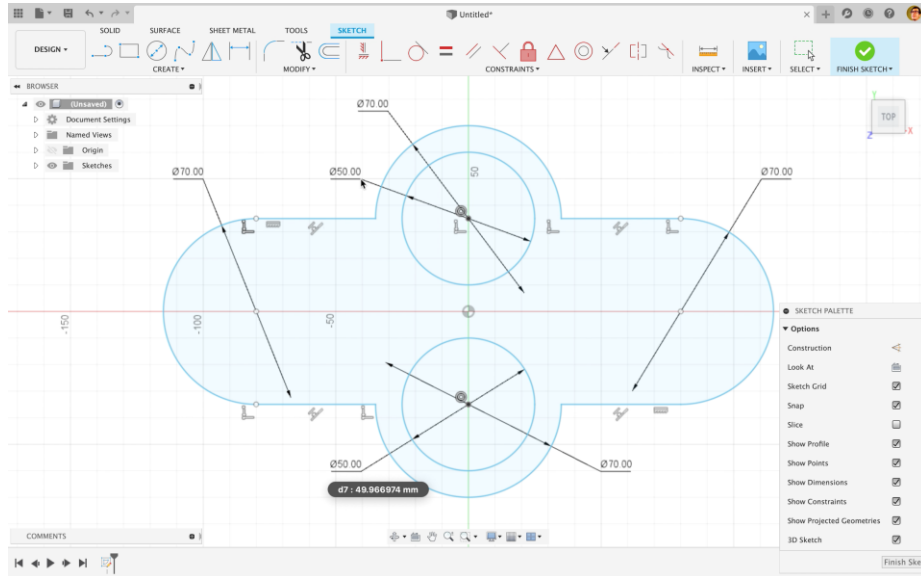 Untitled*
DESIGN
SOLID SURFACE SHEET METAL TOOLS SKETCH
CREATE MODIFY CONSTRAINTS INSPECT INSERT SELECT FINISH SKETCH
BROWSER
(Unsaved)
Document Settings
Named Views
Origin
Sketches
Y
TOP
X
Z
Ø70.00
Ø70.00
Ø50.00
50
Ø70.00
-150
-100
-50
Ø50.00
Ø70.00
d7 : 49.966974 mm
SKETCH PALETTE
Options
Construction
Look At
Sketch Grid
Snap
Slice
Show Profile
Show Points
Show Dimensions
Show Constraints
Show Projected Geometries
3D Sketch
Finish Ske
COMMENTS